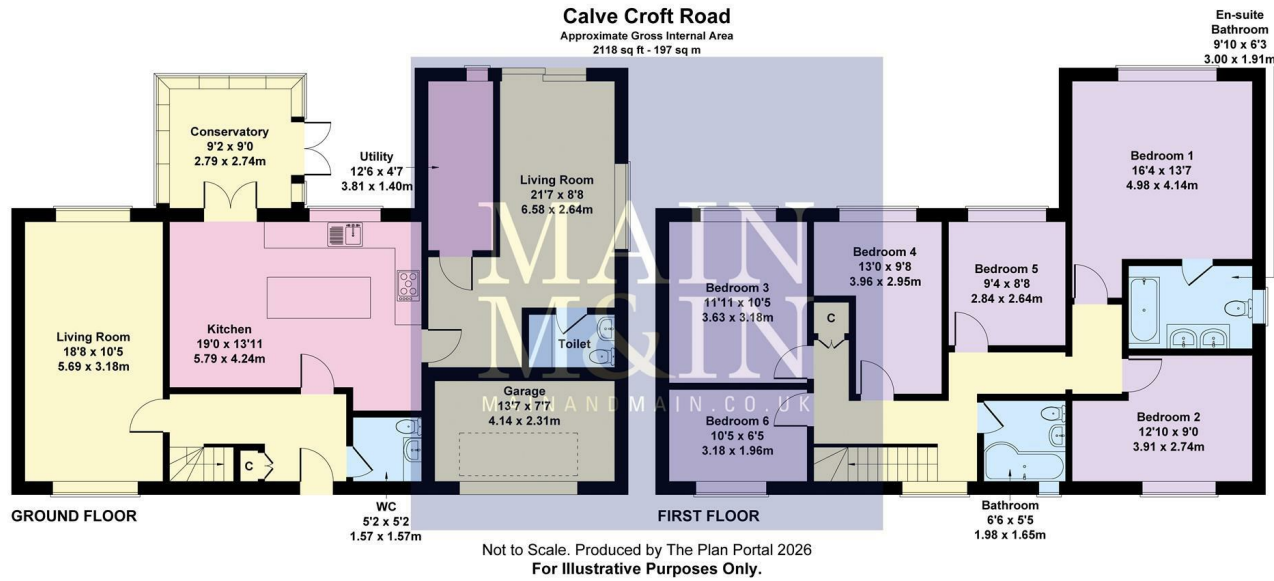 Calve Croft Road
Approximate Gross Internal Area
2118 sq ft - 197 sq m
En-suite
Bathroom
9'10 x 6'3
3.00 x 1.91m
Conservatory
9'2 x 9'0
2.79 x 2.74m
Utility
12'6 x 4'7
3.81 x 1.40m
Living Room
21'7 x 8'8
6.58 x 2.64m
Bedroom 1
16'4 x 13'7
4.98 x 4.14m
Living Room
18'8 x 10'5
5.69 x 3.18m
Kitchen
19'0 x 13'11
5.79 x 4.24m
Toilet
Garage
13'7 x 7'7
4.14 x 2.31m
C
WC
5'2 x 5'2
1.57 x 1.57m
Bedroom 3
11'11 x 10'5
3.63 x 3.18m
Bedroom 4
13'0 x 9'8
3.96 x 2.95m
Bedroom 5
9'4 x 8'8
2.84 x 2.64m
C
Bedroom 6
10'5 x 6'5
3.18 x 1.96m
Bedroom 2
12'10 x 9'0
3.91 x 2.74m
Bathroom
6'6 x 5'5
1.98 x 1.65m
MAIN
M&IN
MAINANDMAIN.CO.UK
GROUND FLOOR
FIRST FLOOR
Not to Scale. Produced by The Plan Portal 2026
For Illustrative Purposes Only.